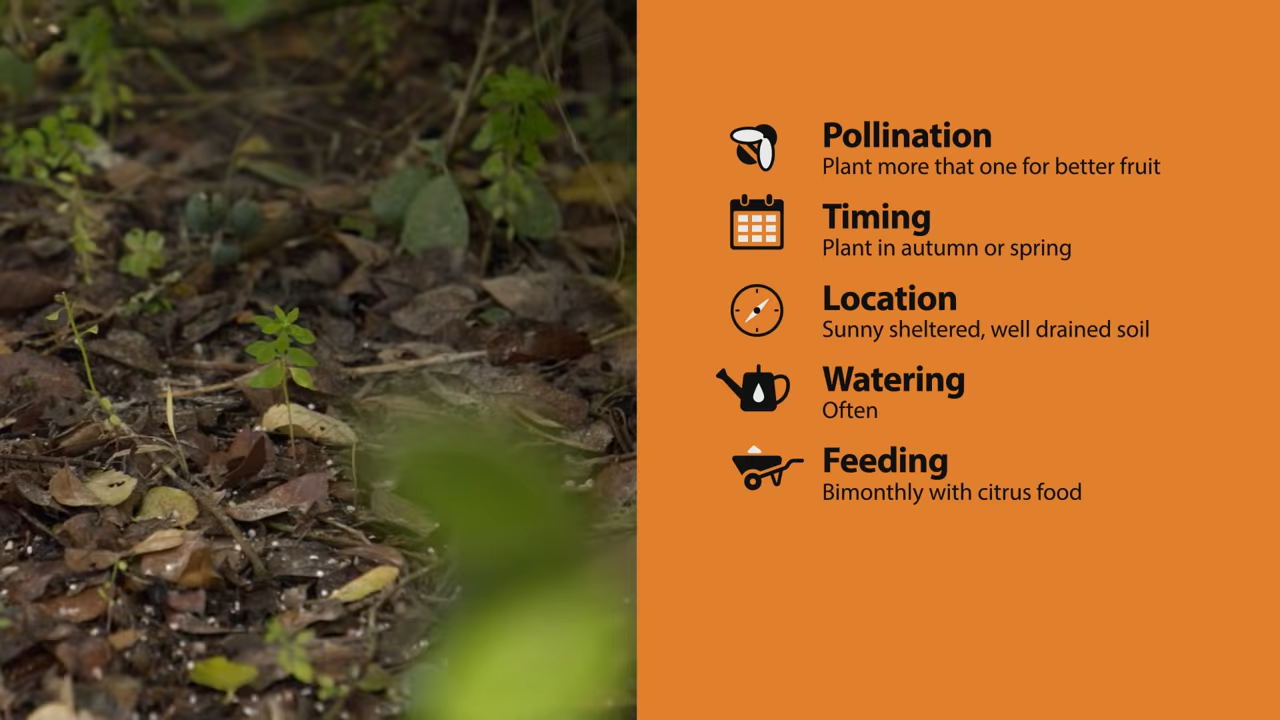 Pollination
Plant more that one for better fruit
Timing
Plant in autumn or spring
Location
Sunny sheltered, well drained soil
Watering
Often
Feeding
Bimonthly with citrus food